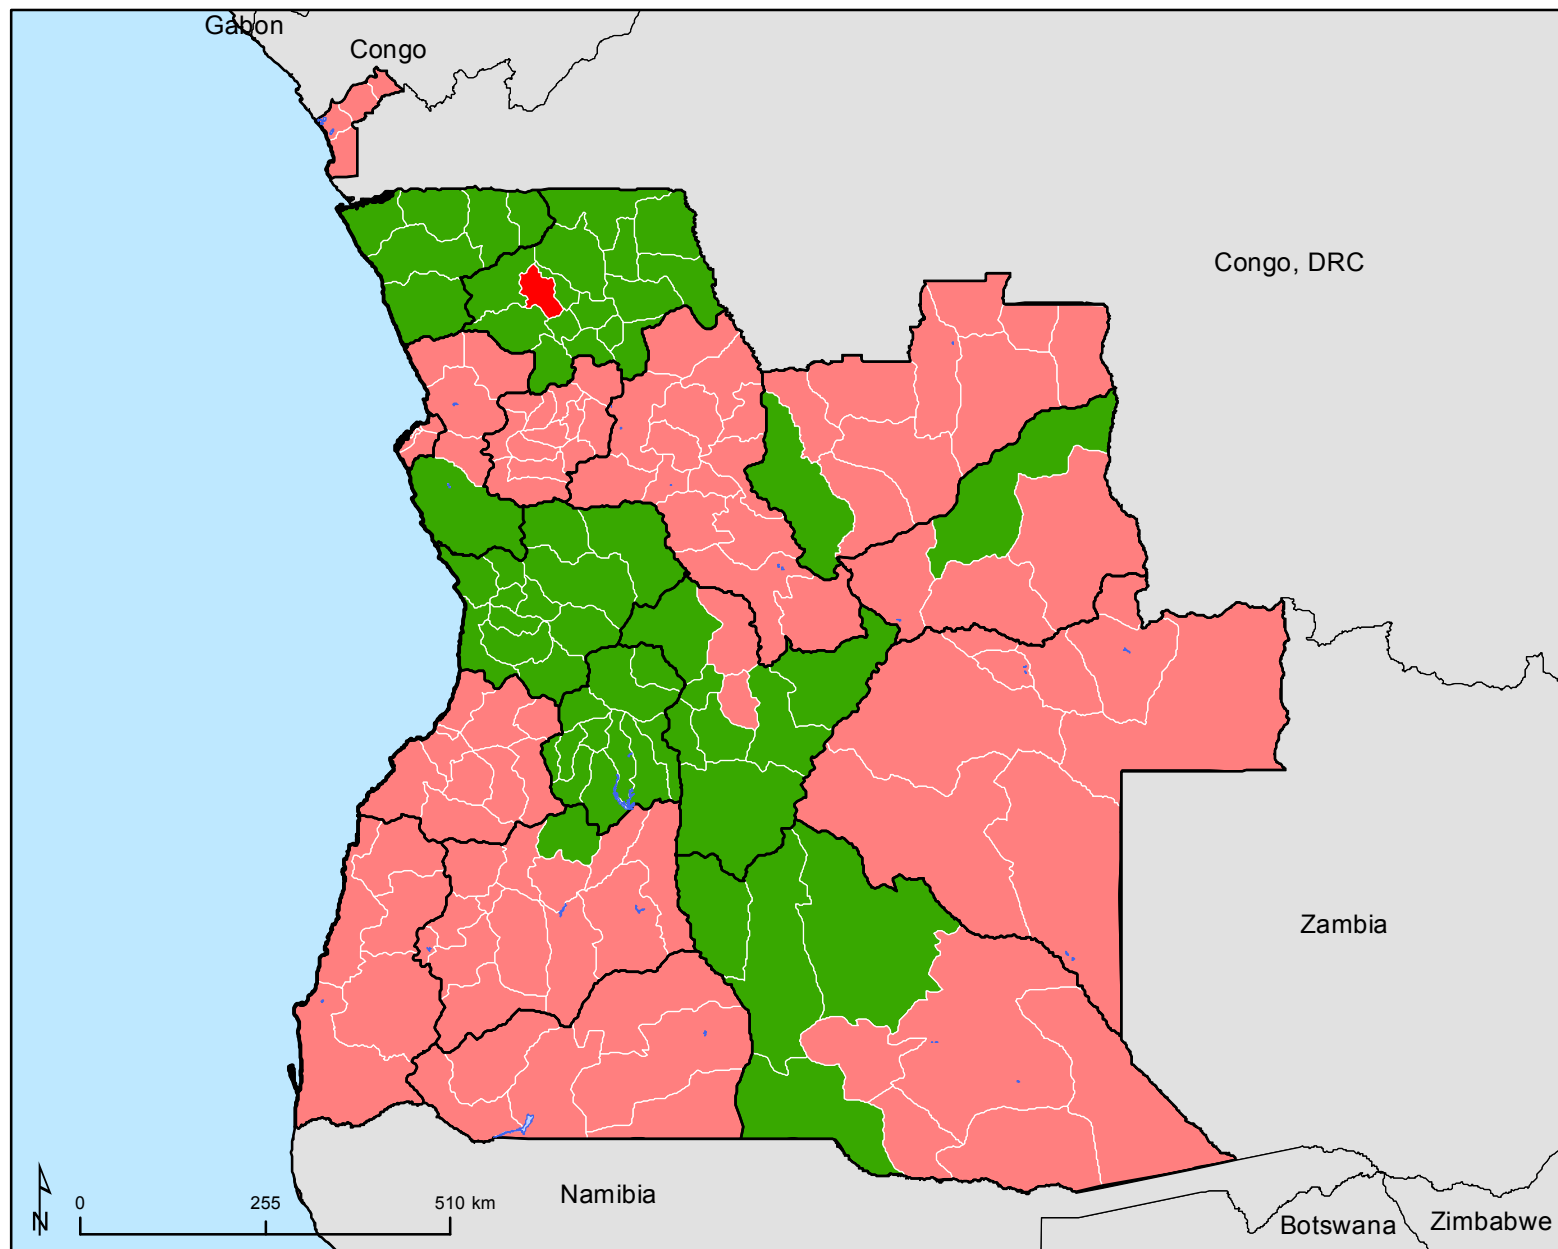 Gabon
Congo
Congo, DRC
Zambia
Namibia
Botswana
Zimbabwe
0 255 510 km
N